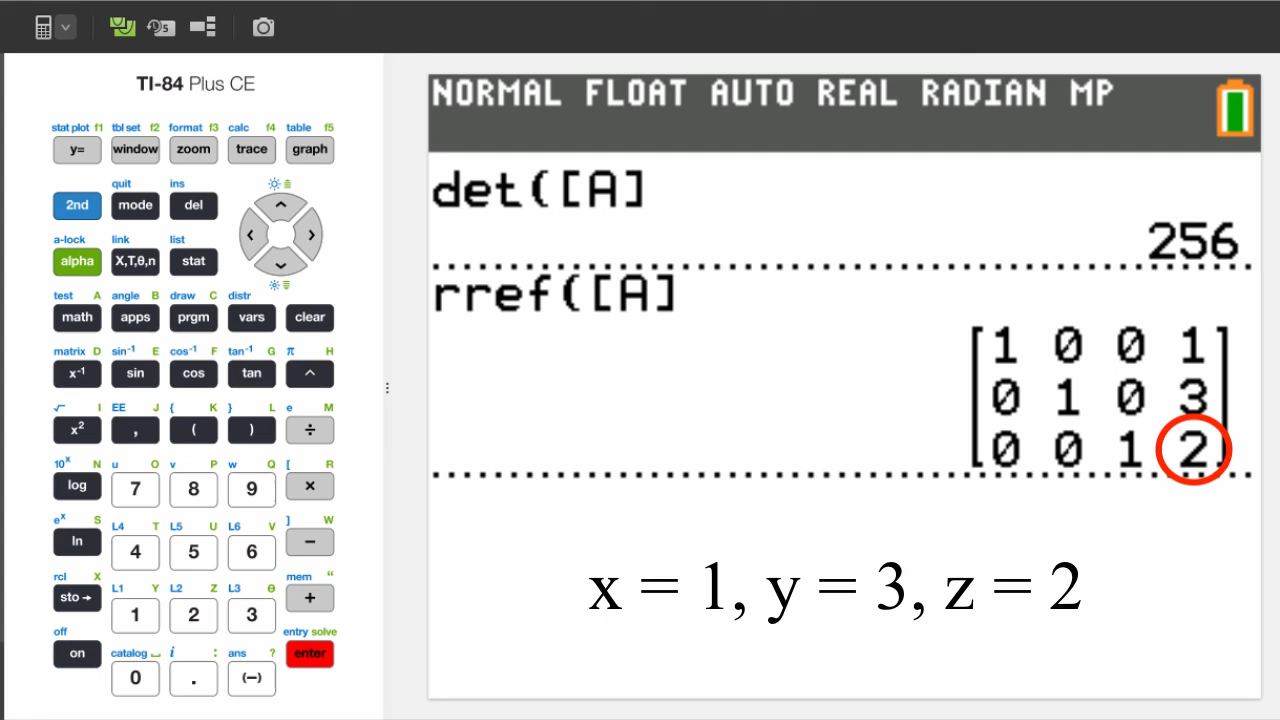 TI-84 Plus CE
stat plot f1 tbl set f2 format f3 calc f4 table f5
y= window zoom trace graph
quit ins
2nd mode del
a-lock link list
alpha X,T,θ,n stat
test A angle B draw C distr
math apps prgm vars clear
matrix D sin⁻¹ E cos⁻¹ F tan⁻¹ G π H
x⁻¹ sin cos tan ^
√ I EE J { K } L e M
x² , ( ) ÷
10ˣ N u O v P w Q [ R
log 7 8 9 ×
eˣ S L4 T L5 U L6 V ] W
ln 4 5 6 −
rcl X L1 Y L2 Z L3 θ mem “
sto→ 1 2 3 +
off catalog ⎵ i : ans ? entry solve
on 0 . (−) enter
NORMAL FLOAT AUTO REAL RADIAN MP
det([A]
256
rref([A]
[1 0 0 1]
[0 1 0 3]
[0 0 1 2]
x = 1, y = 3, z = 2